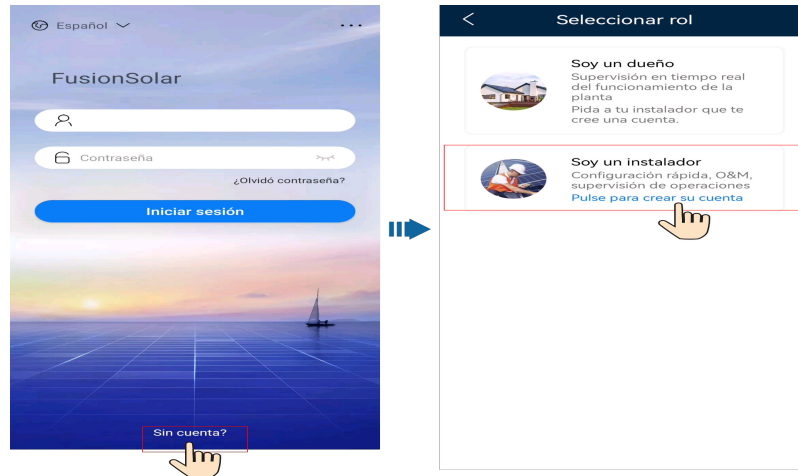 Español
FusionSolar
Contraseña
¿Olvidó contraseña?
Iniciar sesión
Sin cuenta?
Seleccionar rol
Soy un dueño
Supervisión en tiempo real
del funcionamiento de la
planta
Pida a tu instalador que te
cree una cuenta.
Soy un instalador
Configuración rápida, O&M,
supervisión de operaciones
Pulse para crear su cuenta